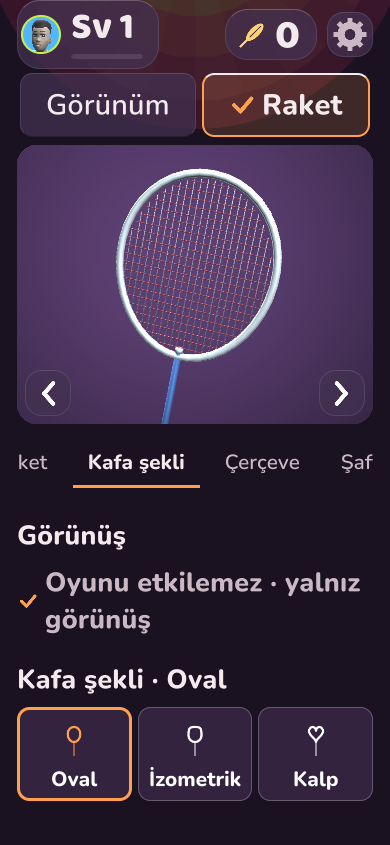 Sv 1
0
Görünüm
Raket
ket
Kafa şekli
Çerçeve
Şaf
Görünüş
Oyunu etkilemez · yalnız
görünüş
Kafa şekli · Oval
Oval
İzometrik
Kalp